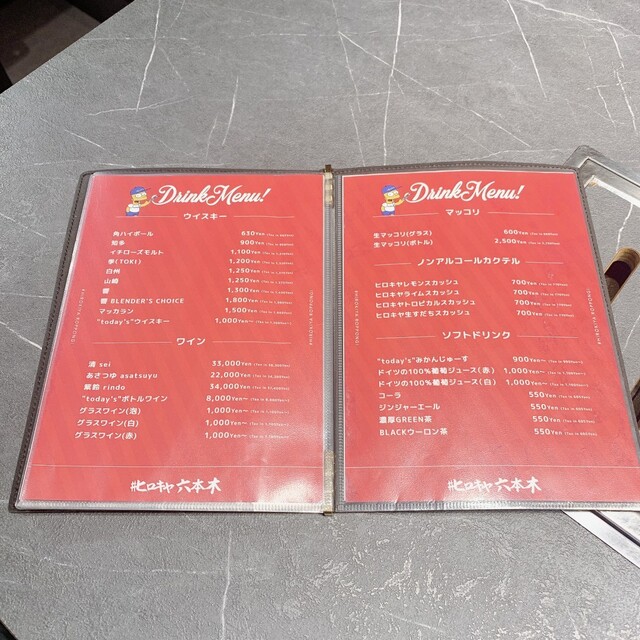 Drink Menu!
ウイスキー
角ハイボール 630Yen
知多 900Yen
イチローズモルト 1,100Yen
季(TOKI) 1,200Yen
白州 1,250Yen
山崎 1,250Yen
響 1,300Yen
響 BLENDER'S CHOICE 1,800Yen
マッカラン 1,500Yen
"today's"ウイスキー 1,000Yen〜
ワイン
清 sei 33,000Yen
あさつゆ asatsuyu 22,000Yen
紫鈴 rindo 34,000Yen
"today's"ボトルワイン 8,000Yen〜
グラスワイン(泡) 1,000Yen〜
グラスワイン(白) 1,000Yen〜
グラスワイン(赤) 1,000Yen〜
#ヒロキヤ六本木
Drink Menu!
マッコリ
生マッコリ(グラス) 600Yen
生マッコリ(ボトル) 2,500Yen
ノンアルコールカクテル
ヒロキヤレモンスカッシュ 700Yen
ヒロキヤライムスカッシュ 700Yen
ヒロキヤトロピカルスカッシュ 700Yen
ヒロキヤ生すだちスカッシュ 700Yen
ソフトドリンク
"today's"みかんじゅーす 900Yen〜
ドイツの100%葡萄ジュース(赤) 1,000Yen〜
ドイツの100%葡萄ジュース(白) 1,000Yen〜
コーラ 550Yen
ジンジャーエール 550Yen
濃厚GREEN茶 550Yen
BLACKウーロン茶 550Yen
#ヒロキヤ六本木